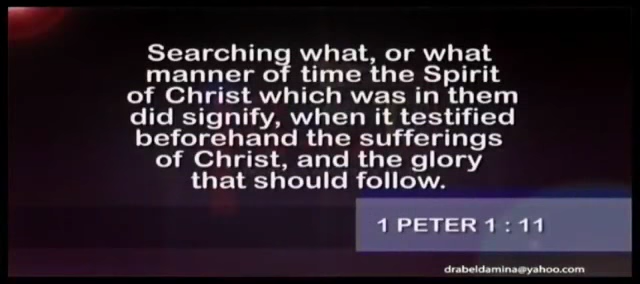 Searching what, or what
manner of time the Spirit
of Christ which was in them
did signify, when it testified
beforehand the sufferings
of Christ, and the glory
that should follow.
1 PETER 1 : 11
drabeldamina@yahoo.com